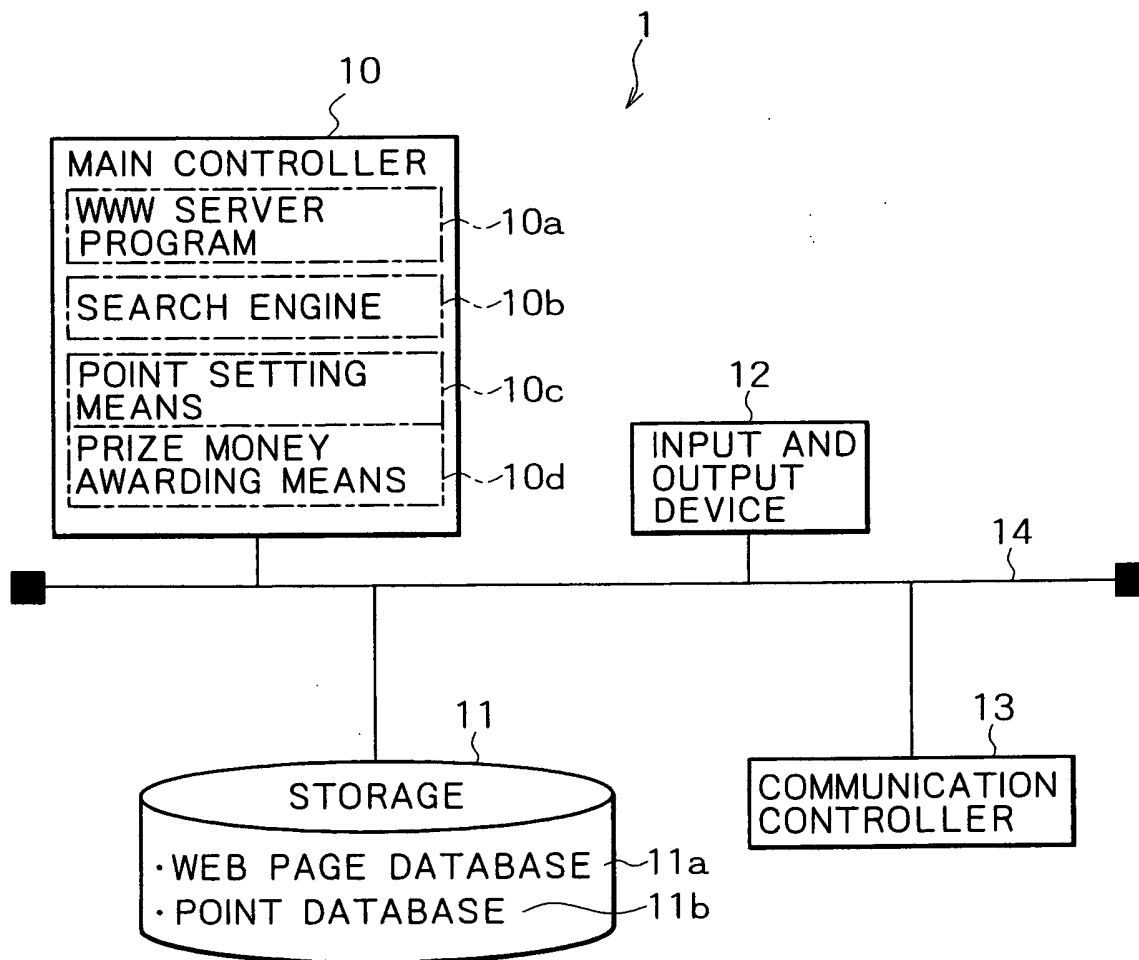 1
10
MAIN CONTROLLER
WWW SERVER
PROGRAM
10a
SEARCH ENGINE
10b
POINT SETTING
MEANS
10c
PRIZE MONEY
AWARDING MEANS
10d
12
INPUT AND
OUTPUT
DEVICE
14
11
STORAGE
・WEB PAGE DATABASE
11a
・POINT DATABASE
11b
13
COMMUNICATION
CONTROLLER